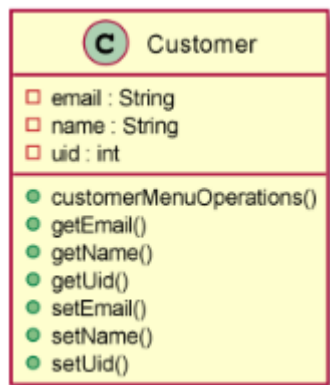 C Customer
email : String
name : String
uid : int
customerMenuOperations()
getEmail()
getName()
getUid()
setEmail()
setName()
setUid()